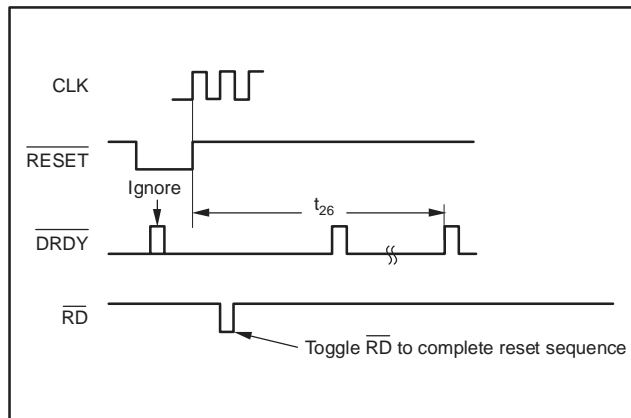 CLK
RESET
Ignore
t26
DRDY
RD
Toggle RD to complete reset sequence